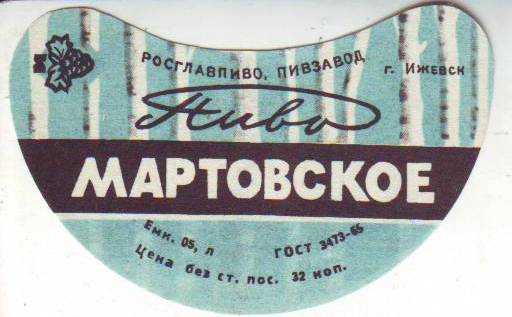 РОСГЛАВПИВО, ПИВЗАВОД г. ИЖЕВСК
Пиво
МАРТОВСКОЕ
Емк. 05, л ГОСТ 3473-65
Цена без ст. пос. 32 коп.